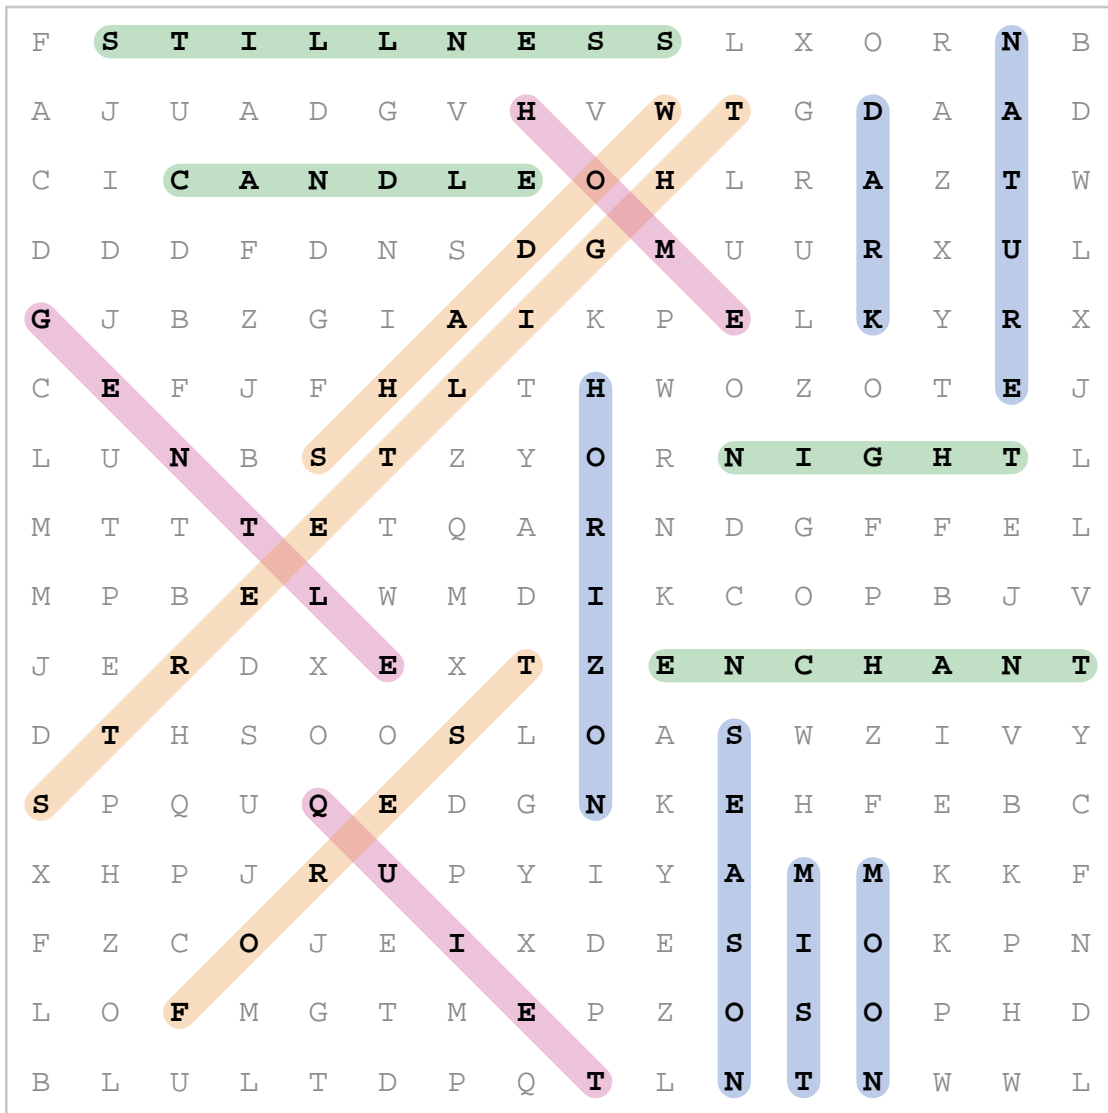 F S T I L L N E S S L X O R N B
A J U A D G V H V W T G D A A D
C I C A N D L E O H L R A Z T W
D D D F D N S D G M U U R X U L
G J B Z G I A I K P E L K Y R X
C E F J F H L T H W O Z O T E J
L U N B S T Z Y O R N I G H T L
M T T T E T Q A R N D G F F E L
M P B E L W M D I K C O P B J V
J E R D X E X T Z E N C H A N T
D T H S O O S L O A S W Z I V Y
S P Q U Q E D G N K E H F E B C
X H P J R U P Y I Y A M M K K F
F Z C O J E I X D E S I O K P N
L O F M G T M E P Z O S O P H D
B L U L T D P Q T L N T N W W L